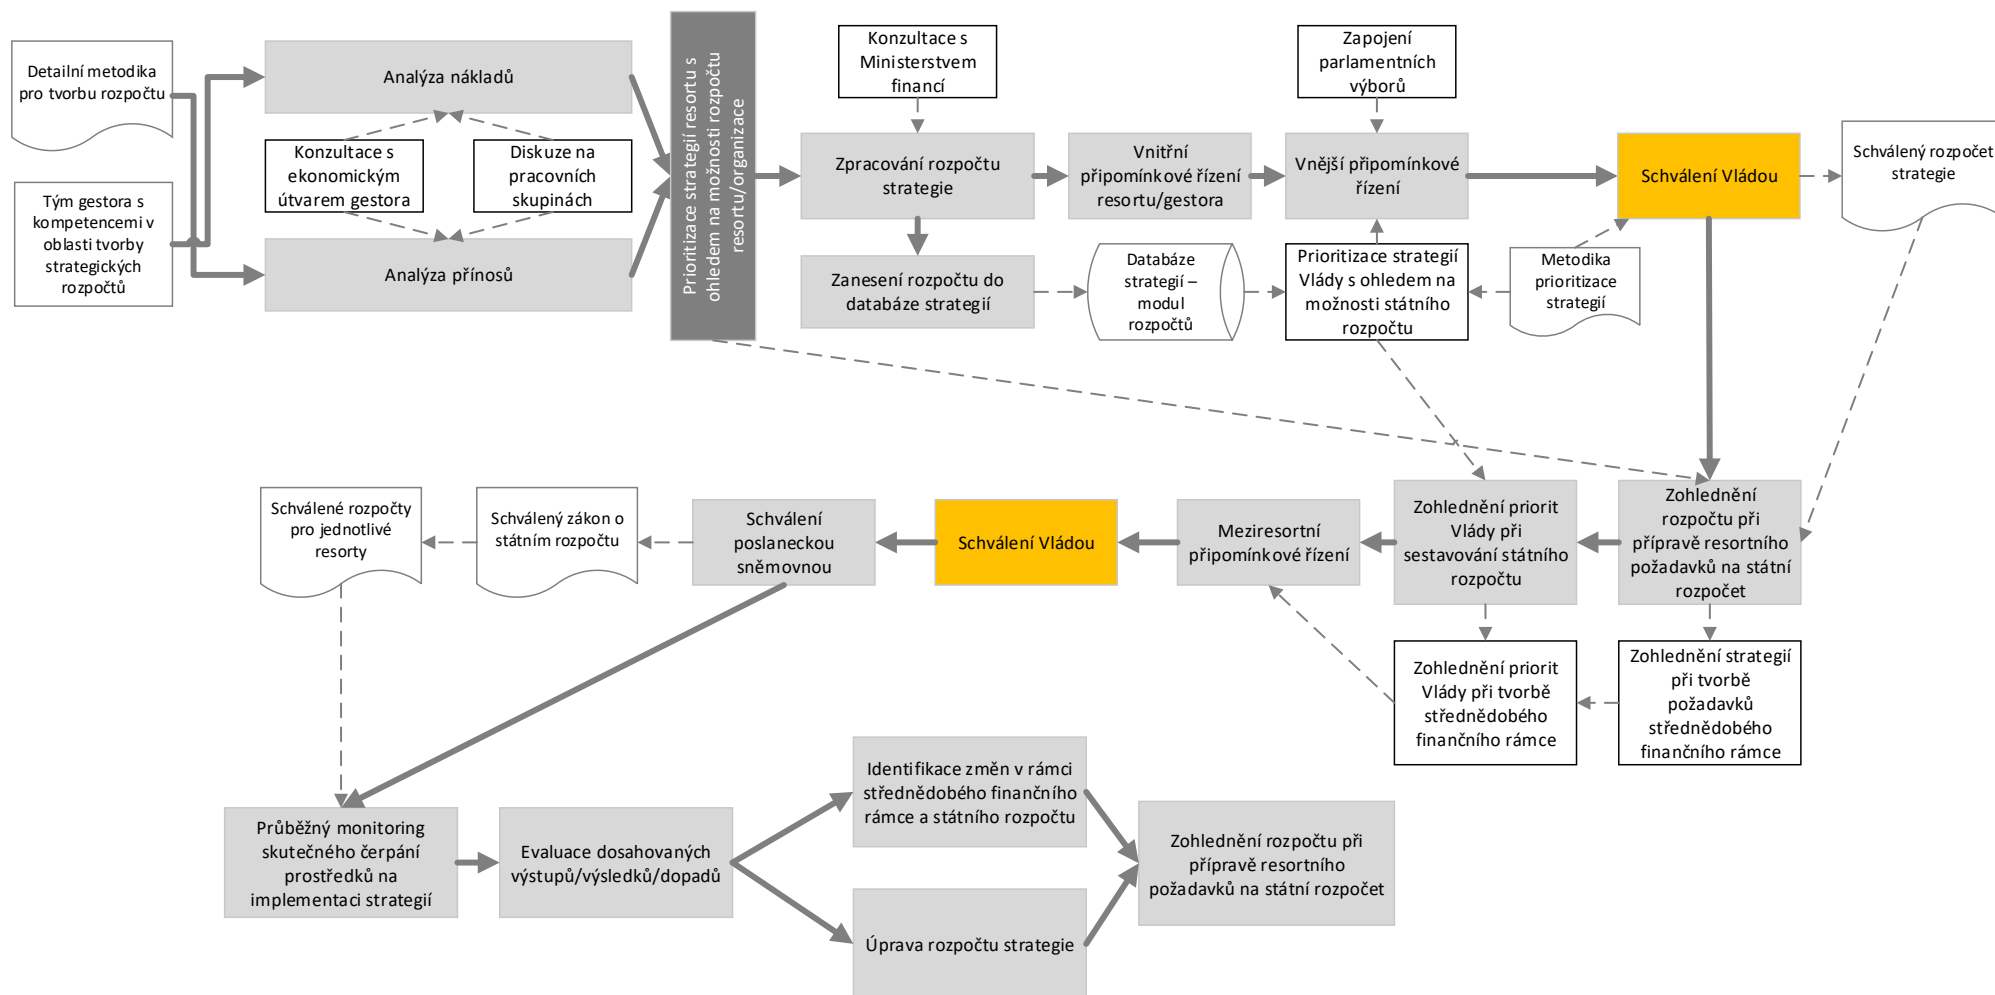 Detailní metodika
pro tvorbu rozpočtu
Tým gestora s
kompetencemi v
oblasti tvorby
strategických
rozpočtů
Analýza nákladů
Konzultace s
ekonomickým
útvarem gestora
Diskuze na
pracovních
skupinách
Analýza přínosů
Prioritizace strategií resortu s
ohledem na možnosti rozpočtu
resortu/organizace
Konzultace s
Ministerstvem
financí
Zpracování rozpočtu
strategie
Zanesení rozpočtu do
databáze strategií
Vnitřní
připomínkové řízení
resortu/gestora
Databáze
strategií –
modul
rozpočtů
Zapojení
parlamentních
výborů
Vnější připomínkové
řízení
Prioritizace strategií
Vlády s ohledem na
možnosti státního
rozpočtu
Metodika
prioritizace
strategií
Schválení Vládou
Schválený rozpočet
strategie
Schválené rozpočty
pro jednotlivé
resorty
Schválený zákon o
státním rozpočtu
Schválení
poslaneckou
sněmovnou
Schválení Vládou
Meziresortní
připomínkové řízení
Zohlednění priorit
Vlády při
sestavování státního
rozpočtu
Zohlednění
rozpočtu při
přípravě resortního
požadavků na státní
rozpočet
Zohlednění priorit
Vlády při tvorbě
střednědobého
finančního rámce
Zohlednění strategií
při tvorbě
požadavků
střednědobého
finančního rámce
Průběžný monitoring
skutečného čerpání
prostředků na
implementaci strategií
Evaluace dosahovaných
výstupů/výsledků/dopadů
Identifikace změn v rámci
střednědobého finančního
rámce a státního rozpočtu
Úprava rozpočtu strategie
Zohlednění rozpočtu při
přípravě resortního
požadavků na státní rozpočet